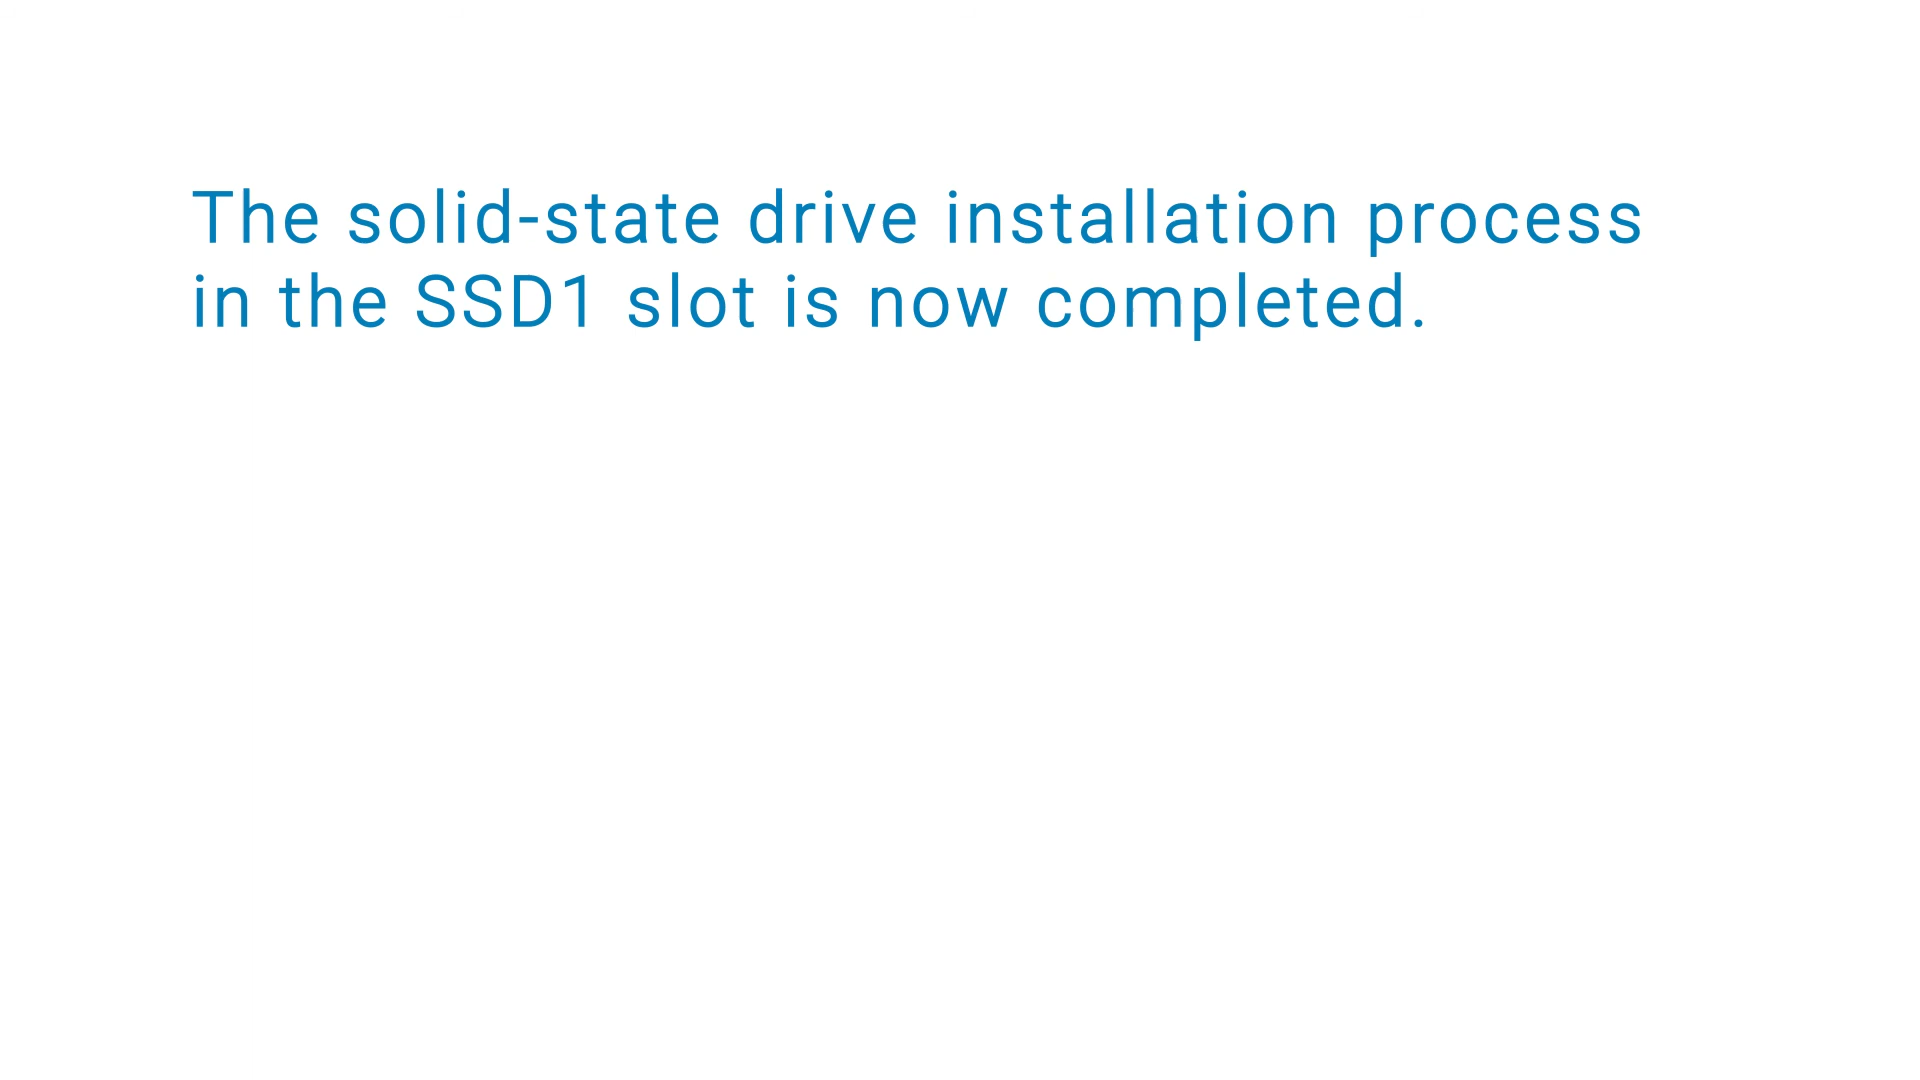 The solid-state drive installation process
in the SSD1 slot is now completed.